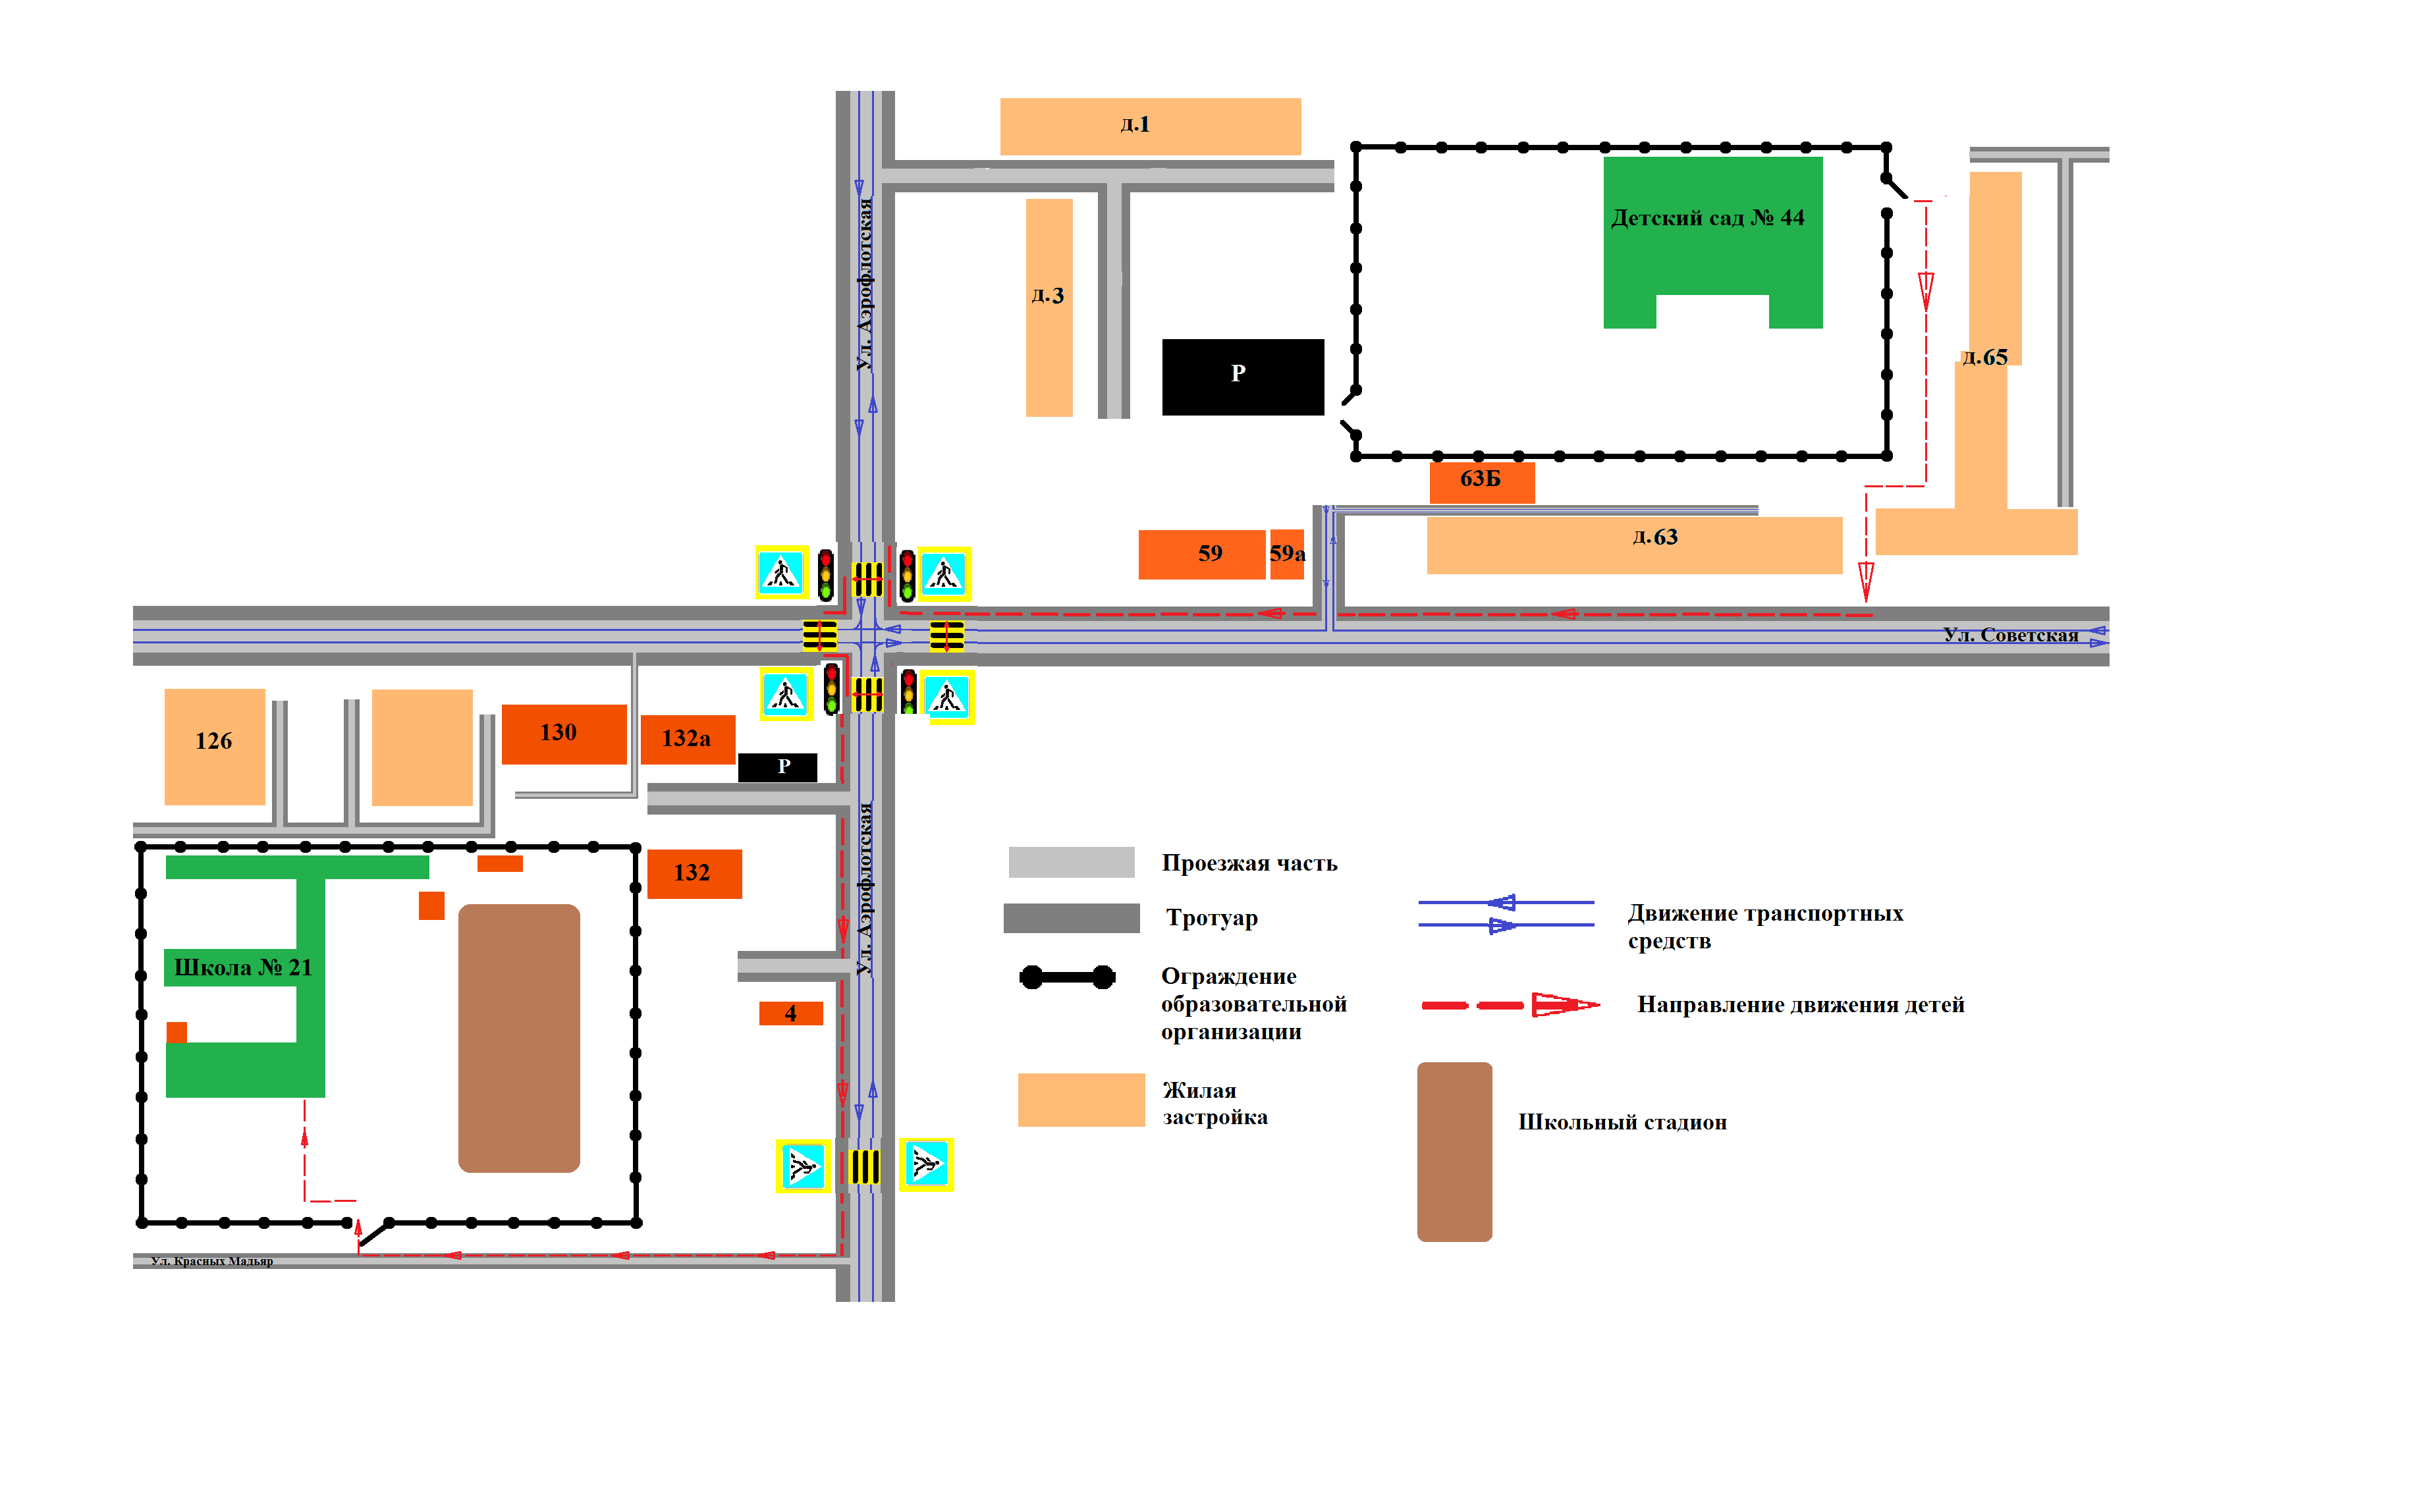 д.1
Детский сад № 44
Ул. Аэрофлотская
д.3
д.65
Р
63Б
д.63
59
59а
Ул. Советская
126
130
132а
Р
132
Ул. Аэрофлотская
Школа № 21
4
Ул. Красных Мадьяр
Проезжая часть
Тротуар
Ограждение
образовательной
организации
Жилая
застройка
Движение транспортных
средств
Направление движения детей
Школьный стадион